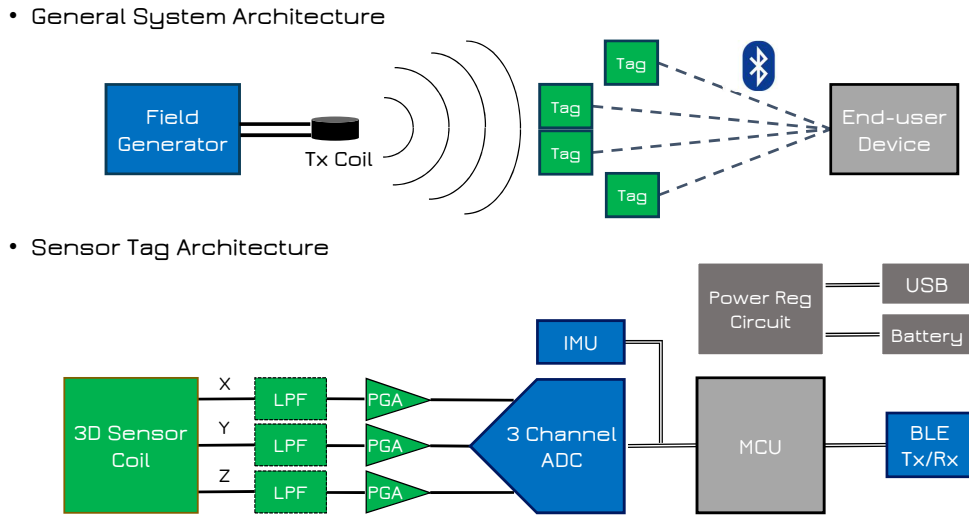 • General System Architecture
Field
Generator
Tx Coil
Tag
Tag
Tag
Tag
End-user
Device
• Sensor Tag Architecture
Power Reg
Circuit
USB
Battery
IMU
3D Sensor
Coil
X
Y
Z
LPF
LPF
LPF
PGA
PGA
PGA
3 Channel
ADC
MCU
BLE
Tx/Rx